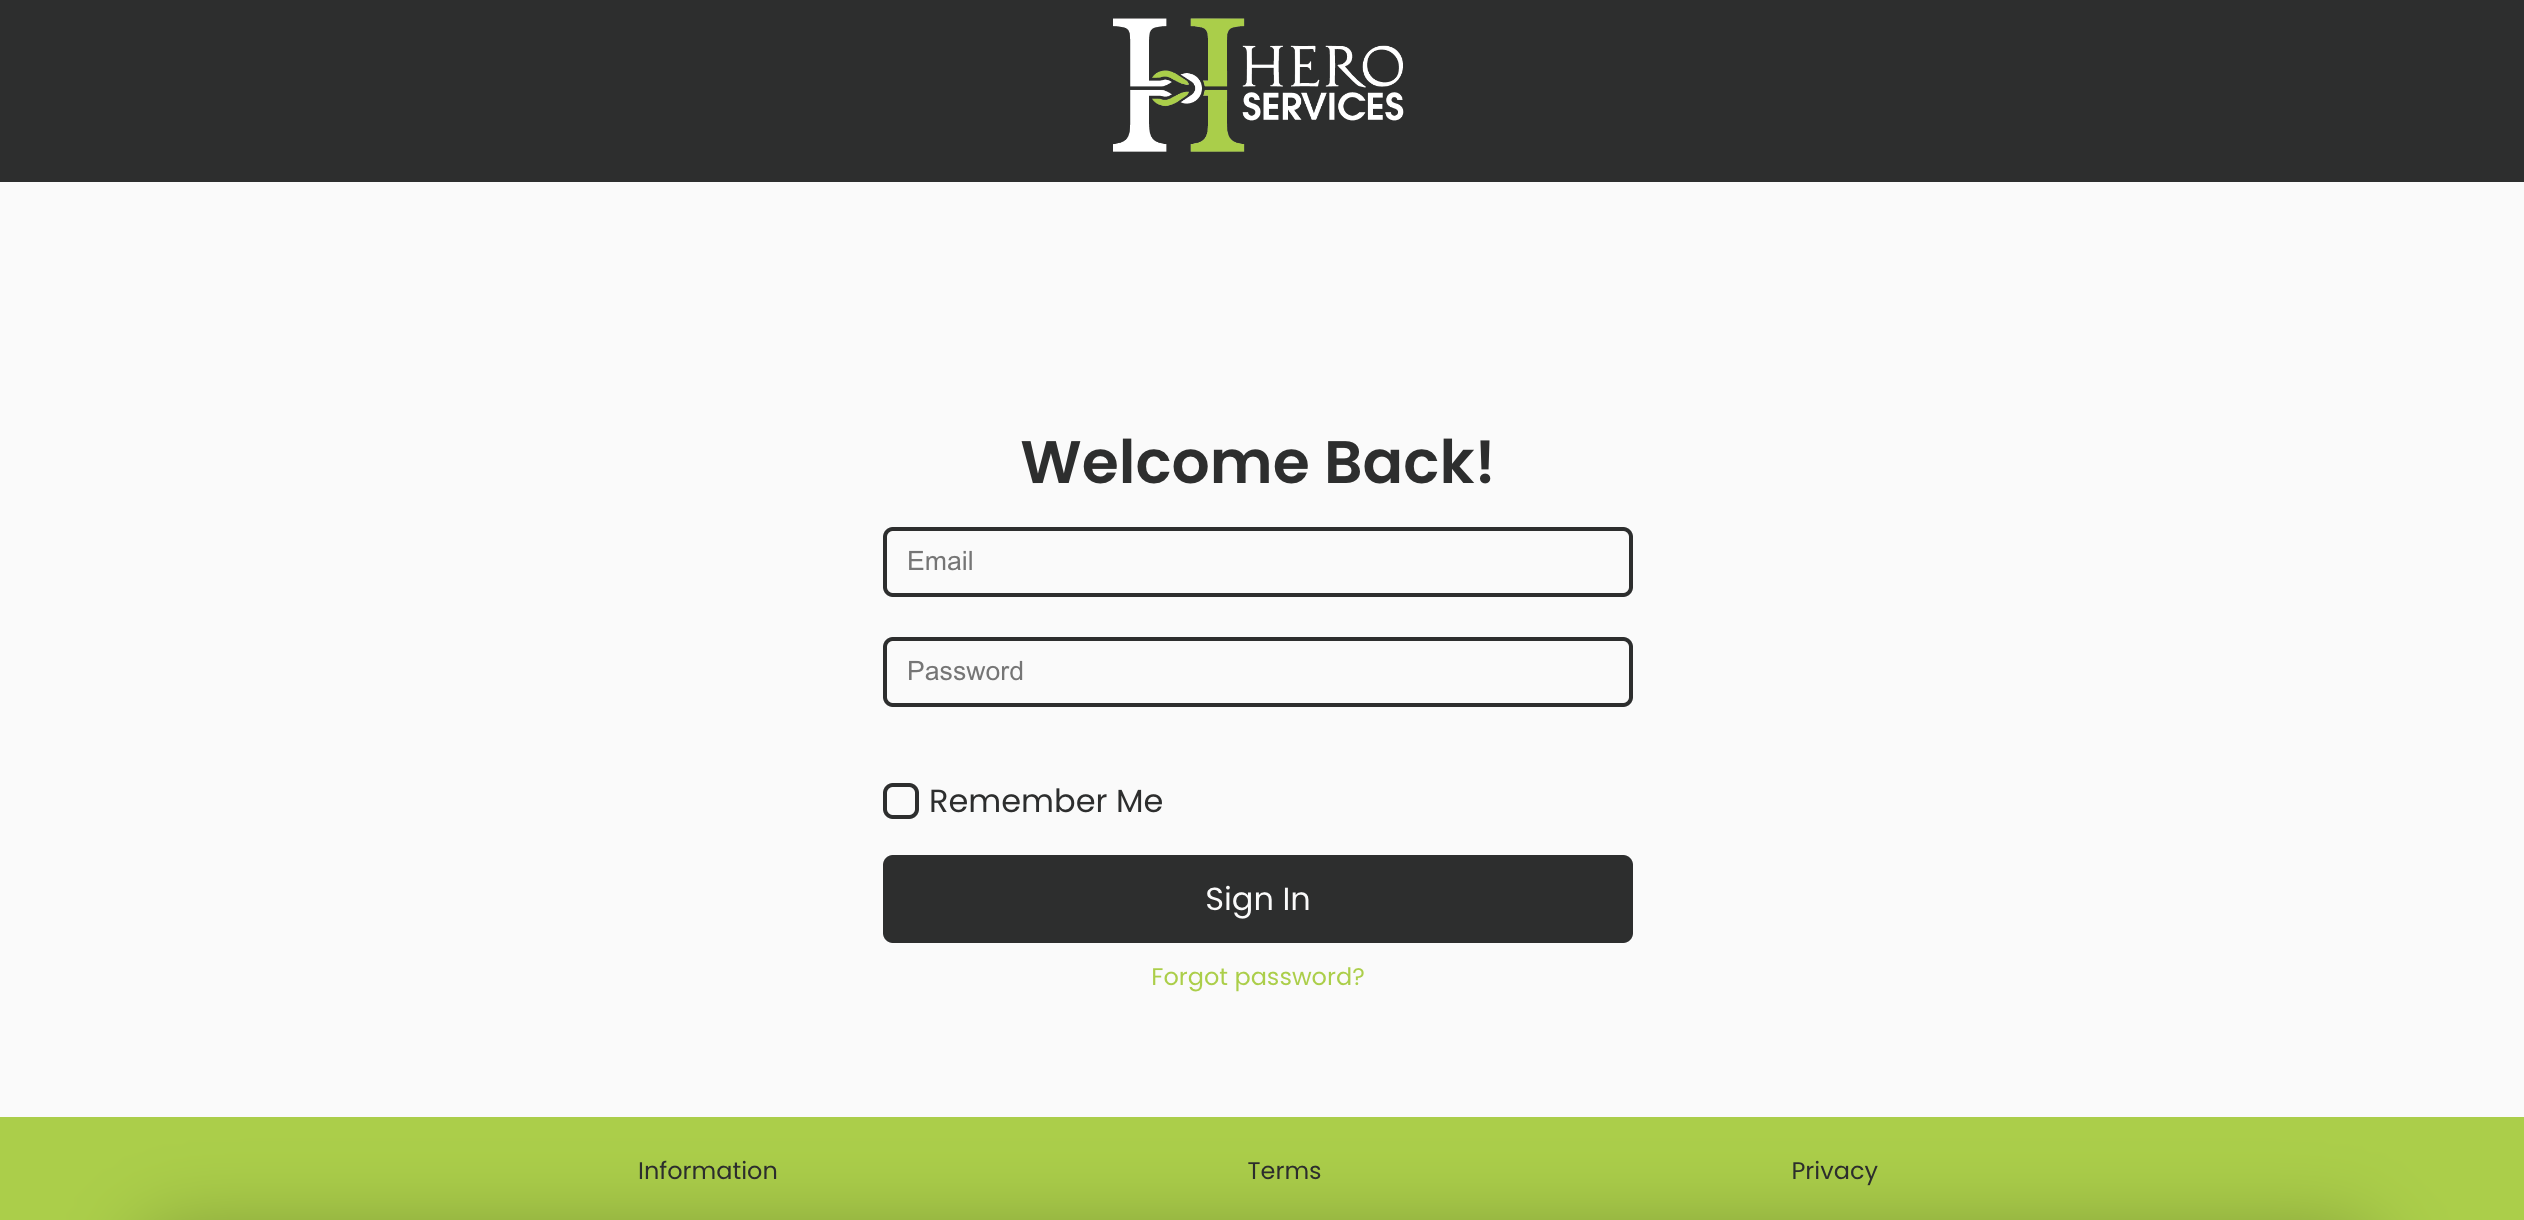 HERO
SERVICES
Welcome Back!
Email
Password
Remember Me
Sign In
Forgot password?
Information
Terms
Privacy